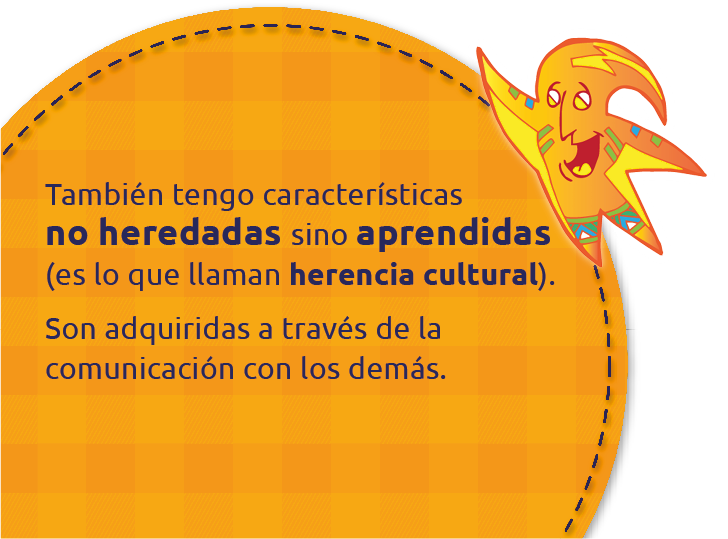 También tengo características
no heredadas sino aprendidas
(es lo que llaman herencia cultural).
Son adquiridas a través de la
comunicación con los demás.